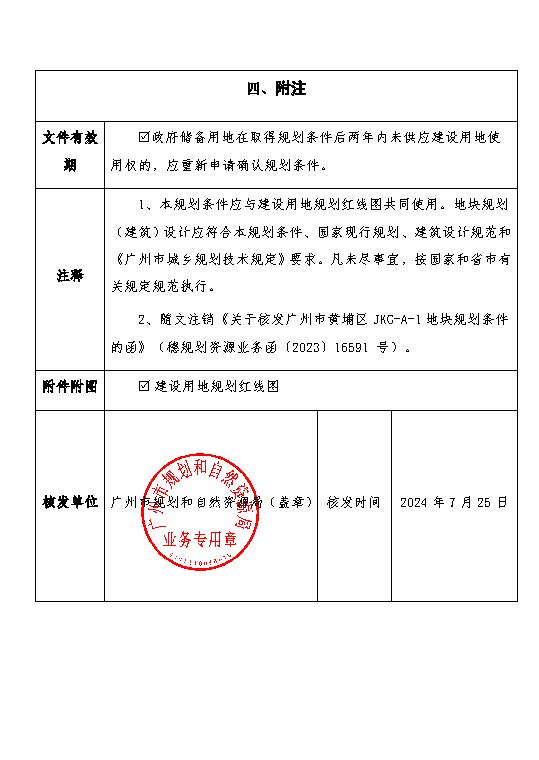 四、附注
文件有效
期
☑政府储备用地在取得规划条件后两年内未供应建设用地使
用权的，应重新申请确认规划条件。
注释
1、本规划条件应与建设用地规划红线图共同使用。地块规划
（建筑）设计应符合本规划条件、国家现行规划、建筑设计规范和
《广州市城乡规划技术规定》要求。凡未尽事宜，按国家和省市有
关规定规范执行。
2、随文注销《关于核发广州市黄埔区 JKG-A-1 地块规划条件
的函》（穗规划资源业务函〔2023〕16591 号）。
附件附图
☑ 建设用地规划红线图
核发单位
广州市规划和自然资源局（盖章）
核发时间
2024 年 7 月 25 日
广州市规划和自然资源局
业务专用章